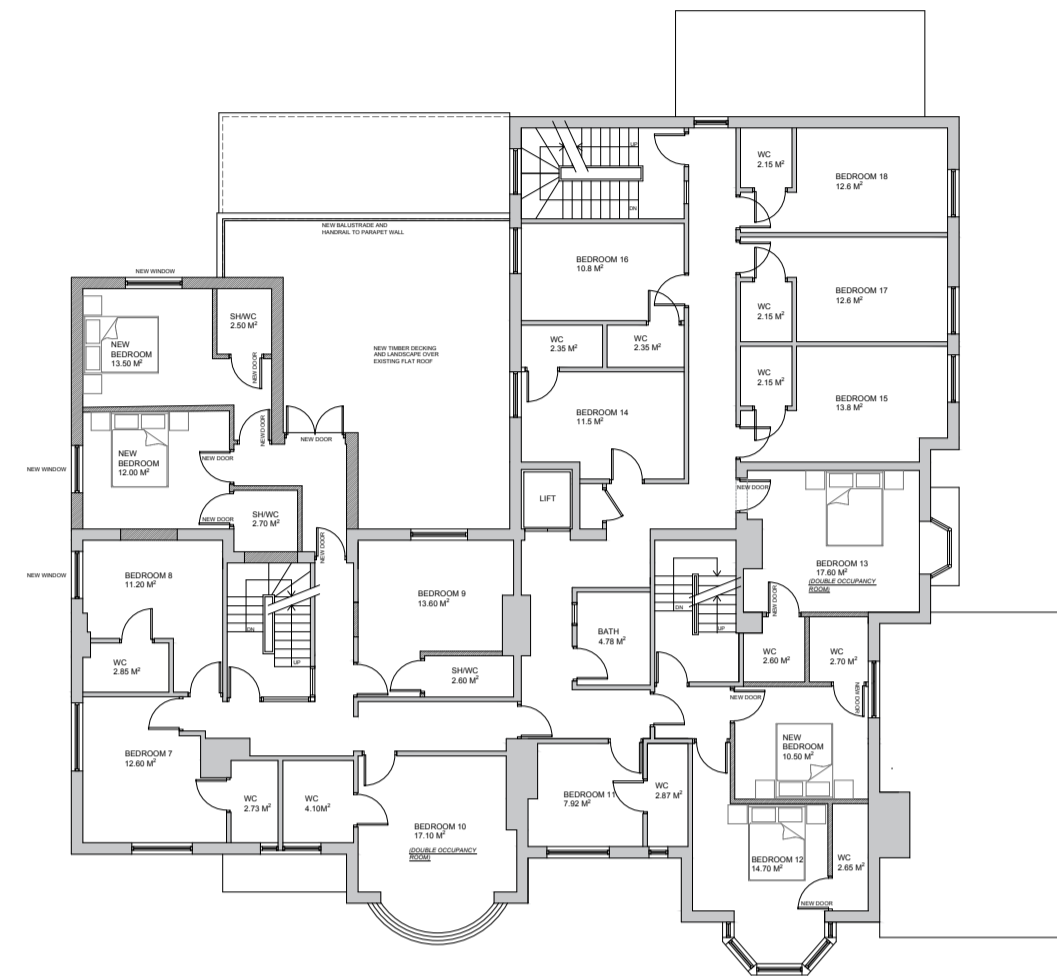 UP
DN
WC
2.15 M²
BEDROOM 18
12.6 M²
NEW BALUSTRADE AND
HANDRAIL TO PARAPET WALL
BEDROOM 16
10.8 M²
NEW WINDOW
BEDROOM 17
12.6 M²
WC
2.15 M²
SH/WC
2.50 M²
NEW
BEDROOM
13.50 M²
NEW DOOR
NEW TIMBER DECKING
AND LANDSCAPE OVER
EXISTING FLAT ROOF
WC
2.35 M²
WC
2.35 M²
WC
2.15 M²
BEDROOM 15
13.8 M²
BEDROOM 14
11.5 M²
NEW DOOR
NEW DOOR
NEW WINDOW
NEW
BEDROOM
12.00 M²
NEW DOOR
NEW DOOR
SH/WC
2.70 M²
LIFT
NEW DOOR
NEW DOOR
BEDROOM 13
17.60 M²
(DOUBLE OCCUPANCY
ROOM)
NEW WINDOW
BEDROOM 8
11.20 M²
BEDROOM 9
13.60 M²
DN
UP
BATH
4.78 M²
DN
UP
NEW DOOR
WC
2.85 M²
SH/WC
2.60 M²
WC
2.60 M²
WC
2.70 M²
NEW DOOR
NEW DOOR
BEDROOM 7
12.60 M²
NEW
BEDROOM
10.50 M²
WC
2.73 M²
WC
4.10M²
BEDROOM 11
7.92 M²
WC
2.87 M²
BEDROOM 10
17.10 M²
(DOUBLE OCCUPANCY
ROOM)
BEDROOM 12
14.70 M²
WC
2.65 M²
NEW DOOR